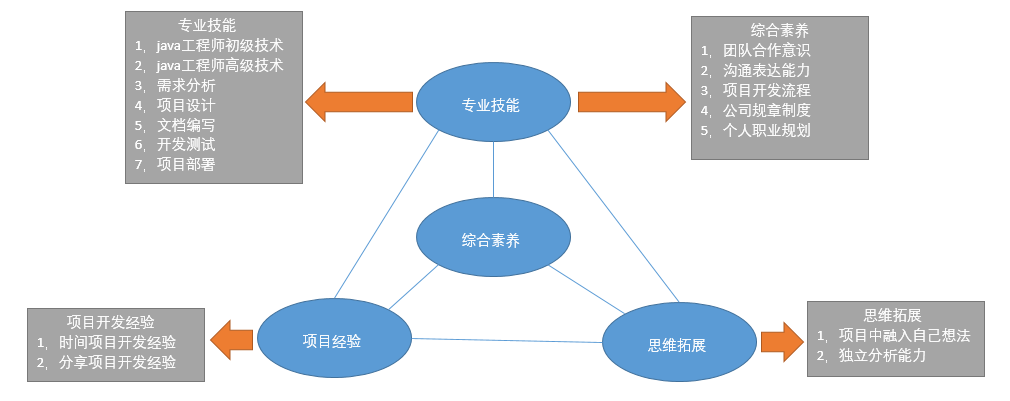 专业技能
1、java工程师初级技术
2、java工程师高级技术
3、需求分析
4、项目设计
5、文档编写
6、开发测试
7、项目部署
专业技能
综合素养
1、团队合作意识
2、沟通表达能力
3、项目开发流程
4、公司规章制度
5、个人职业规划
综合素养
项目开发经验
1、时间项目开发经验
2、分享项目开发经验
项目经验
思维拓展
思维拓展
1、项目中融入自己想法
2、独立分析能力